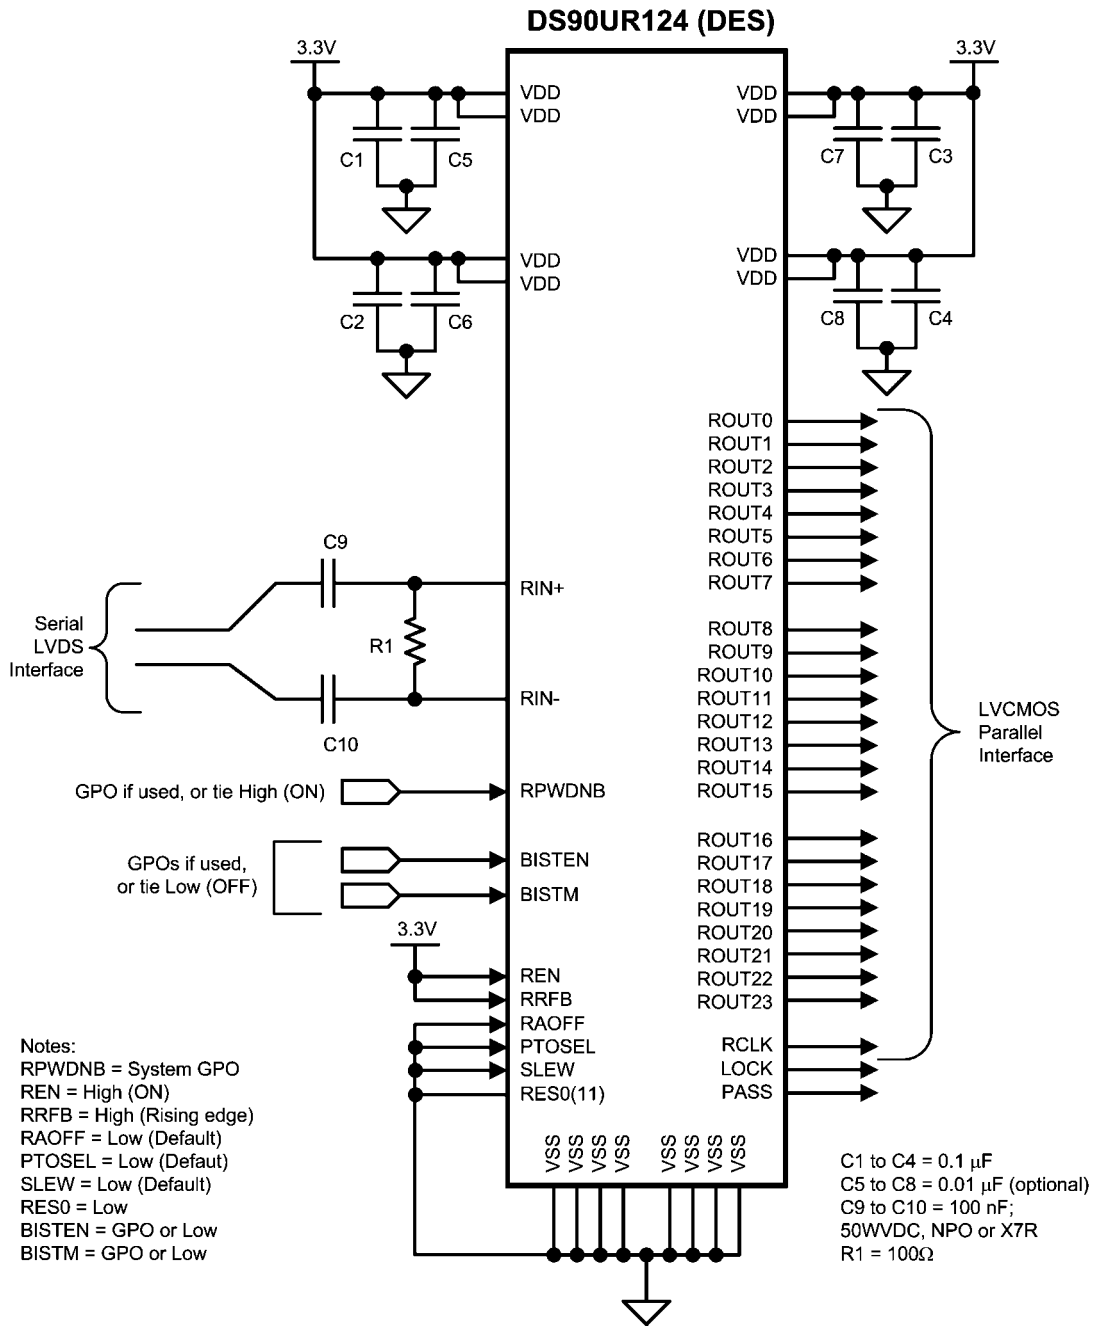 DS90UR124 (DES)
3.3V
3.3V
VDD
VDD
VDD
VDD
C1
C5
C7
C3
VDD
VDD
VDD
VDD
C2
C6
C8
C4
ROUT0
ROUT1
ROUT2
ROUT3
ROUT4
ROUT5
ROUT6
ROUT7
C9
RIN+
Serial
LVDS
Interface
R1
RIN-
C10
ROUT8
ROUT9
ROUT10
ROUT11
ROUT12
ROUT13
ROUT14
ROUT15
LVCMOS
Parallel
Interface
GPO if used, or tie High (ON)
RPWDNB
GPOs if used,
or tie Low (OFF)
BISTEN
BISTM
ROUT16
ROUT17
ROUT18
ROUT19
ROUT20
ROUT21
ROUT22
ROUT23
3.3V
REN
RRFB
RAOFF
PTOSEL
SLEW
RES0(11)
RCLK
LOCK
PASS
VSS
VSS
VSS
VSS
VSS
VSS
VSS
VSS
Notes:
RPWDNB = System GPO
REN = High (ON)
RRFB = High (Rising edge)
RAOFF = Low (Default)
PTOSEL = Low (Defaut)
SLEW = Low (Default)
RES0 = Low
BISTEN = GPO or Low
BISTM = GPO or Low
C1 to C4 = 0.1 µF
C5 to C8 = 0.01 µF (optional)
C9 to C10 = 100 nF;
50WVDC, NPO or X7R
R1 = 100Ω